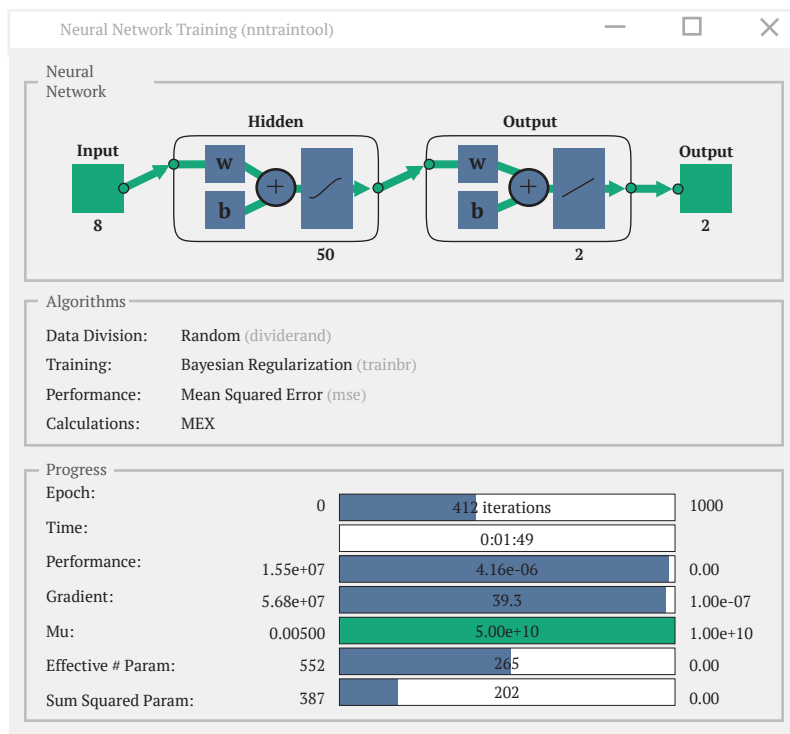 Neural Network Training (nntraintool)
Neural
Network
Hidden
Output
Input
Output
w
w
+
+
b
b
8
2
50
2
Algorithms
Data Division: Random (dividerand)
Training: Bayesian Regularization (trainbr)
Performance: Mean Squared Error (mse)
Calculations: MEX
Progress
Epoch: 0 412 iterations 1000
Time: 0:01:49
Performance: 1.55e+07 4.16e-06 0.00
Gradient: 5.68e+07 39.3 1.00e-07
Mu: 0.00500 5.00e+10 1.00e+10
Effective # Param: 552 265 0.00
Sum Squared Param: 387 202 0.00